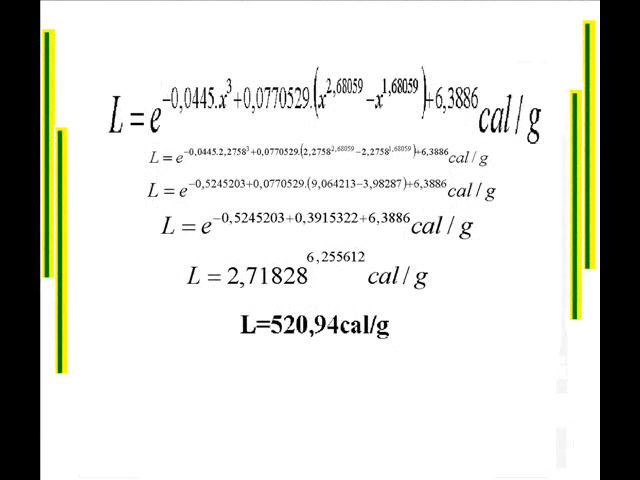 L = e^{-0,0445.x^3+0,0770529.(x^{2,68059}-x^{1,68059})+6,3886} cal / g
L = e^{-0,0445.2,2758^3+0,0770529.(2,2758^{2,68059}-2,2758^{1,68059})+6,3886} cal / g
L = e^{-0,5245203+0,0770529.(9,064213-3,98287)+6,3886} cal / g
L = e^{-0,5245203+0,3915322+6,3886} cal / g
L = 2,71828^{6,255612} cal / g
L=520,94cal/g